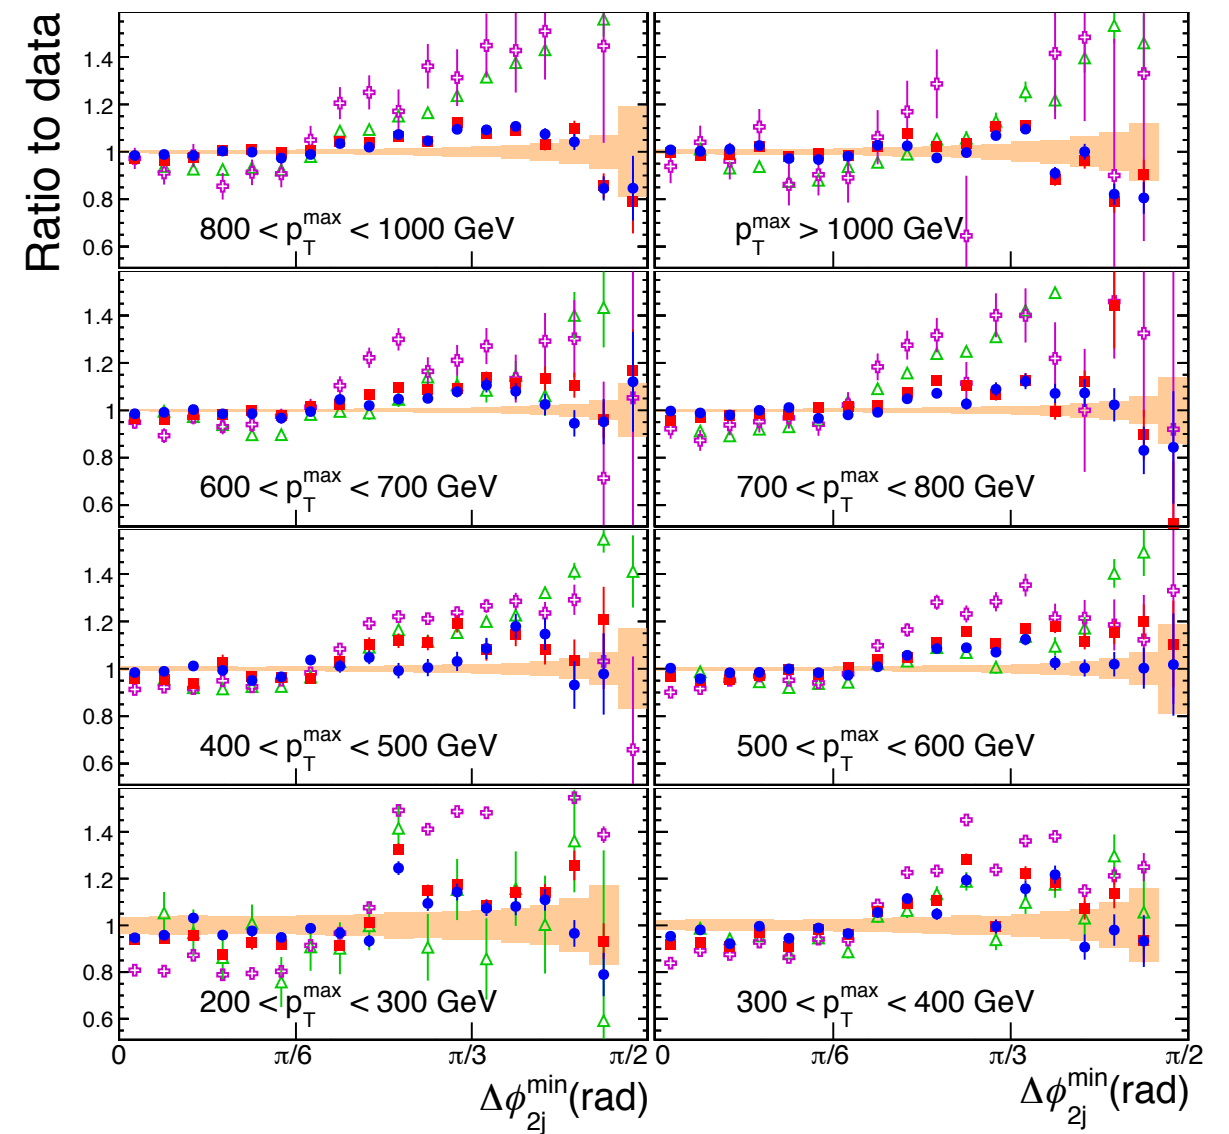 Ratio to data
1.4
1.2
1
0.8
0.6
800 < p_T^max < 1000 GeV
p_T^max > 1000 GeV
1.4
1.2
1
0.8
0.6
600 < p_T^max < 700 GeV
700 < p_T^max < 800 GeV
1.4
1.2
1
0.8
0.6
400 < p_T^max < 500 GeV
500 < p_T^max < 600 GeV
1.4
1.2
1
0.8
0.6
200 < p_T^max < 300 GeV
300 < p_T^max < 400 GeV
0 π/6 π/3 π/2 0 π/6 π/3 π/2
Δϕ_2j^min(rad) Δϕ_2j^min(rad)